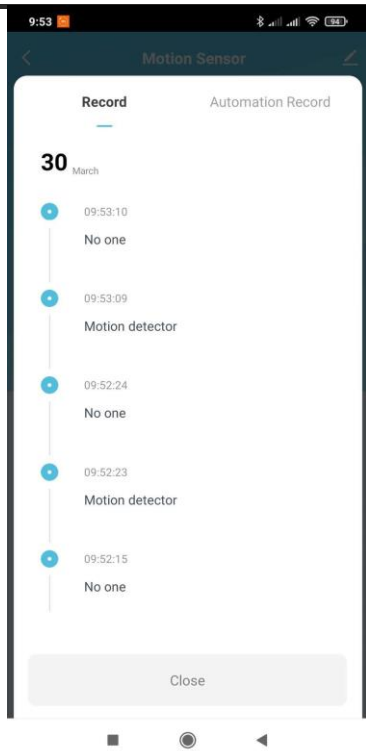 9:53
94
Motion Sensor
Record
Automation Record
30 March
09:53:10
No one
09:53:09
Motion detector
09:52:24
No one
09:52:23
Motion detector
09:52:15
No one
Close